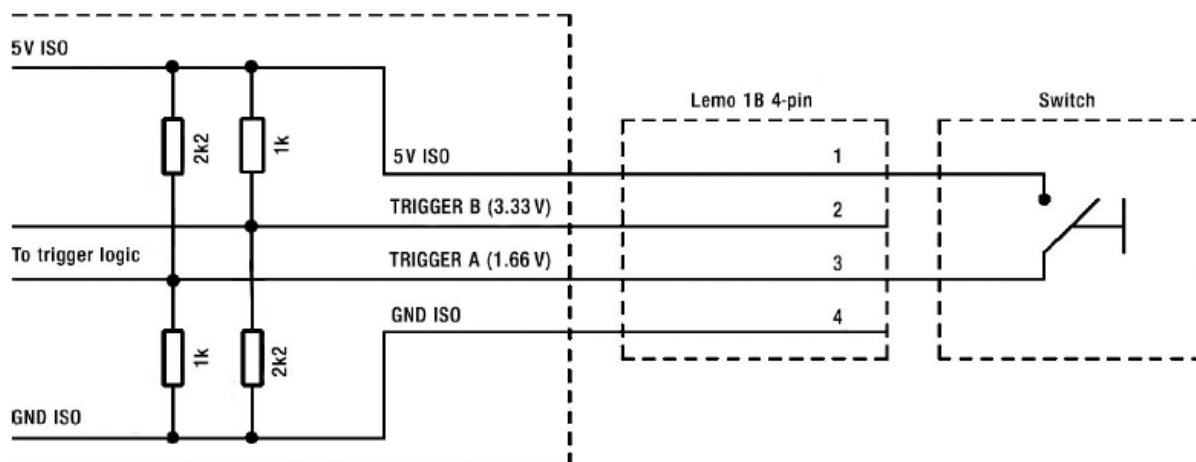 5V ISO
2k2
1k
Lemo 1B 4-pin
Switch
5V ISO
1
TRIGGER B (3.33 V)
2
To trigger logic
TRIGGER A (1.66 V)
3
GND ISO
4
1k
2k2
GND ISO